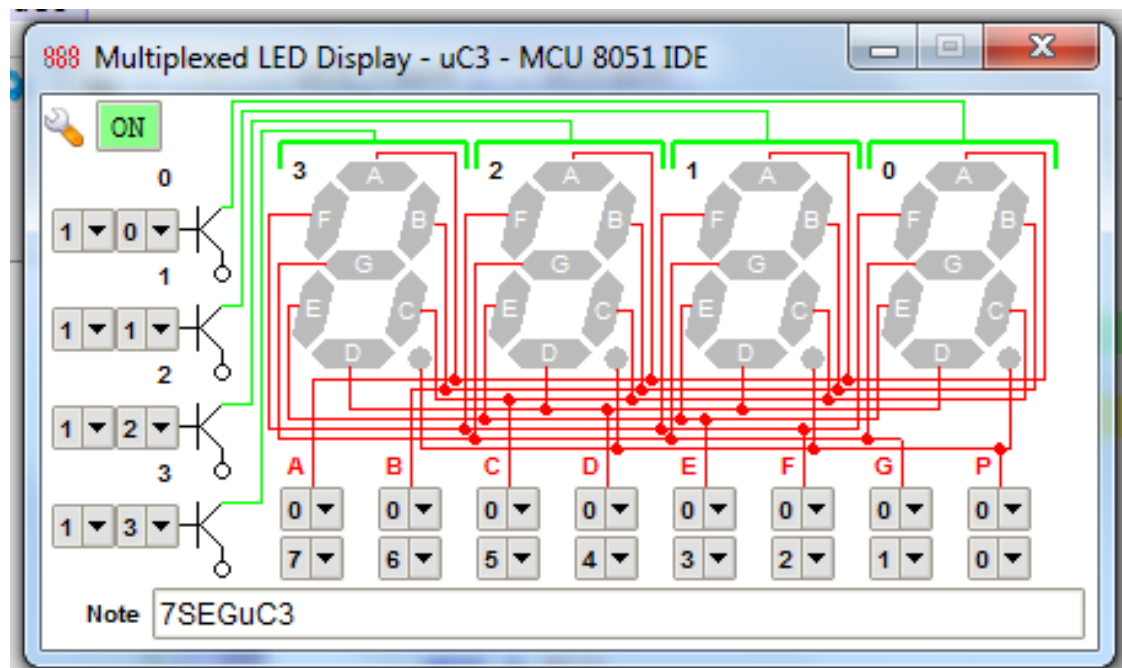 888 Multiplexed LED Display - uC3 - MCU 8051 IDE
ON
0
1 0
1
1 1
2
1 2
3
1 3
3 2 1 0
A A A A
F B F B F B F B
G G G G
E C E C E C E C
D D D D
A B C D E F G P
0 0 0 0 0 0 0 0
7 6 5 4 3 2 1 0
Note 7SEGuC3